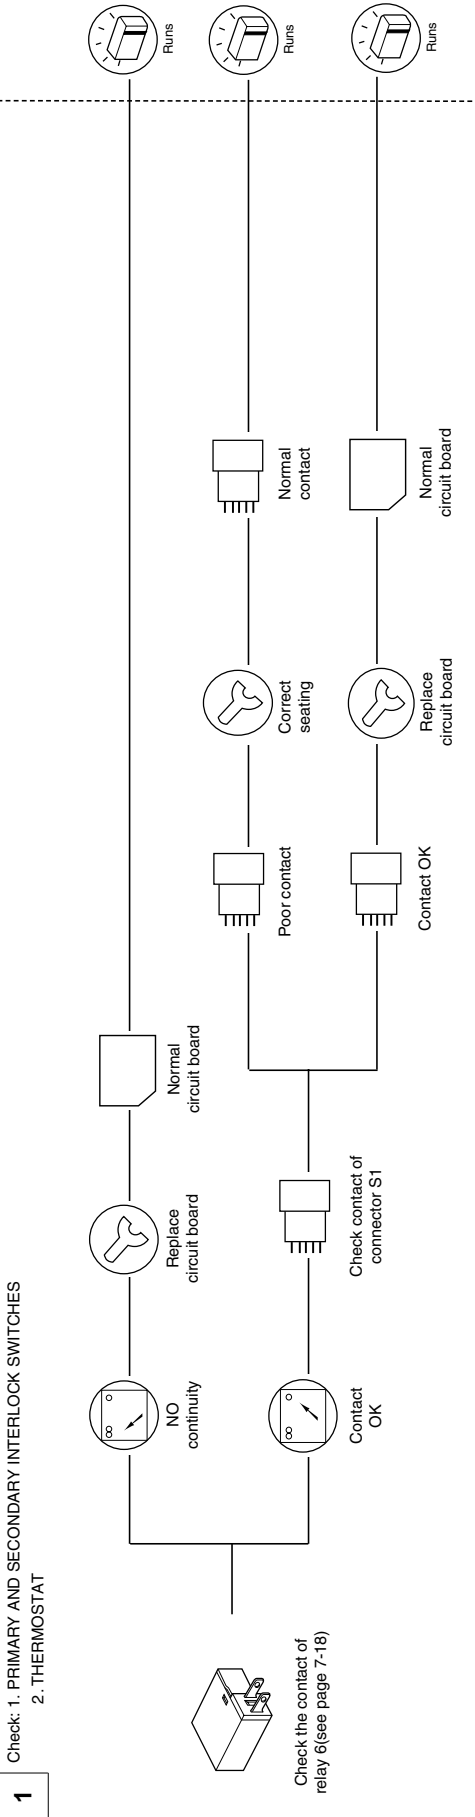 1
Check: 1. PRIMARY AND SECONDARY INTERLOCK SWITCHES
2. THERMOSTAT
Check the contact of
relay 6(see page 7-18)
NO
continuity
Replace
circuit board
Normal
circuit board
Runs
Contact
OK
Check contact of
connector S1
Poor contact
Correct
seating
Normal
contact
Runs
Contact OK
Replace
circuit board
Normal
circuit board
Runs